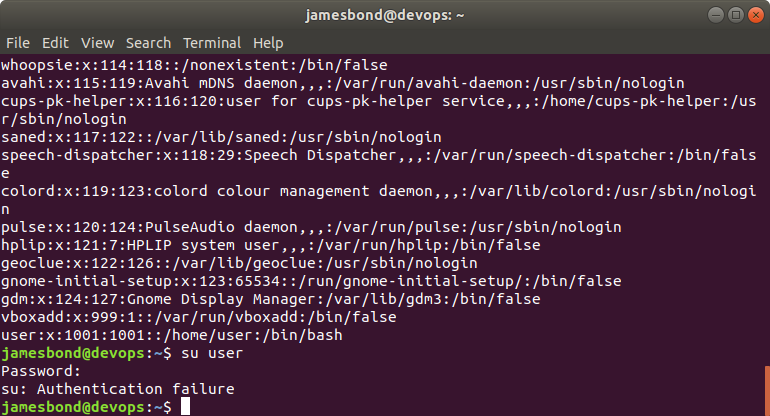 jamesbond@devops: ~
File Edit View Search Terminal Help
whoopsie:x:114:118::/nonexistent:/bin/false
avahi:x:115:119:Avahi mDNS daemon,,,:/var/run/avahi-daemon:/usr/sbin/nologin
cups-pk-helper:x:116:120:user for cups-pk-helper service,,,:/home/cups-pk-helper:/us
r/sbin/nologin
saned:x:117:122::/var/lib/saned:/usr/sbin/nologin
speech-dispatcher:x:118:29:Speech Dispatcher,,,:/var/run/speech-dispatcher:/bin/fals
e
colord:x:119:123:colord colour management daemon,,,:/var/lib/colord:/usr/sbin/nologi
n
pulse:x:120:124:PulseAudio daemon,,,:/var/run/pulse:/usr/sbin/nologin
hplip:x:121:7:HPLIP system user,,,:/var/run/hplip:/bin/false
geoclue:x:122:126::/var/lib/geoclue:/usr/sbin/nologin
gnome-initial-setup:x:123:65534::/run/gnome-initial-setup/:/bin/false
gdm:x:124:127:Gnome Display Manager:/var/lib/gdm3:/bin/false
vboxadd:x:999:1::/var/run/vboxadd:/bin/false
user:x:1001:1001::/home/user:/bin/bash
jamesbond@devops:~$ su user
Password:
su: Authentication failure
jamesbond@devops:~$